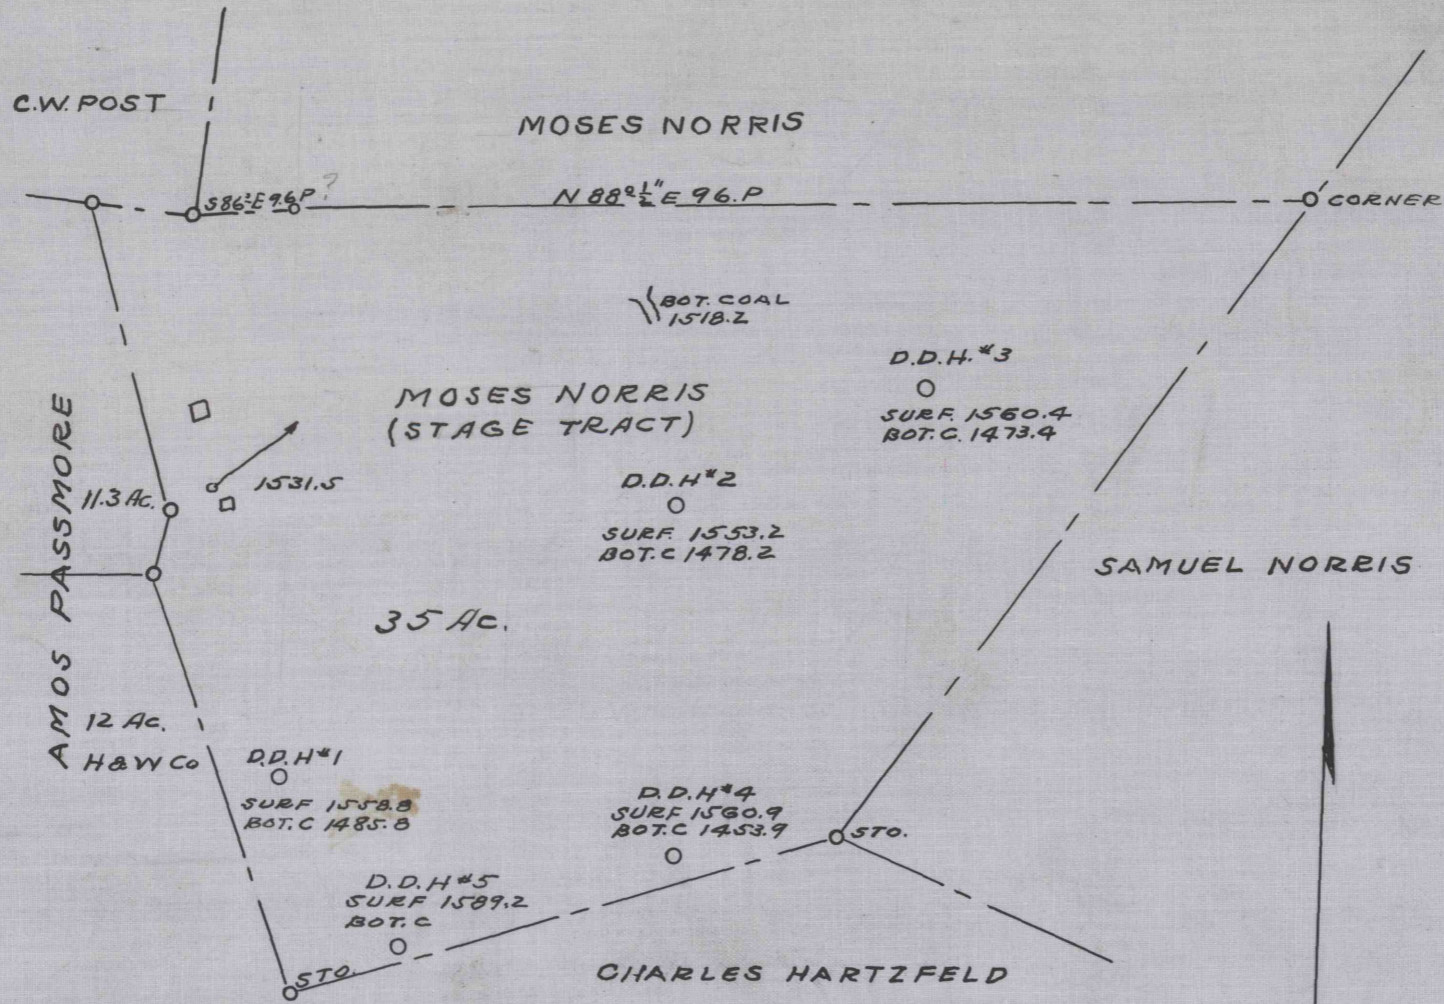 C.W. POST
MOSES NORRIS
S86½E 9.6 P ?
N 88°½" E 96. P
CORNER
BOT. COAL
1518.2
D.D.H. #3
SURF. 1560.4
BOT. C. 1473.4
MOSES NORRIS
(STAGE TRACT)
AMOS PASSMORE
11.3 Ac.
1531.5
D.D.H #2
SURF. 1553.2
BOT. C 1478.2
SAMUEL NORRIS
35 Ac.
12 Ac.
H&W Co
D.D.H #1
SURF 1558.8
BOT. C 1485.8
D.D.H #4
SURF 1560.9
BOT. C 1453.9
STO.
D.D.H #5
SURF 1589.2
BOT. C
STO.
CHARLES HARTZFELD